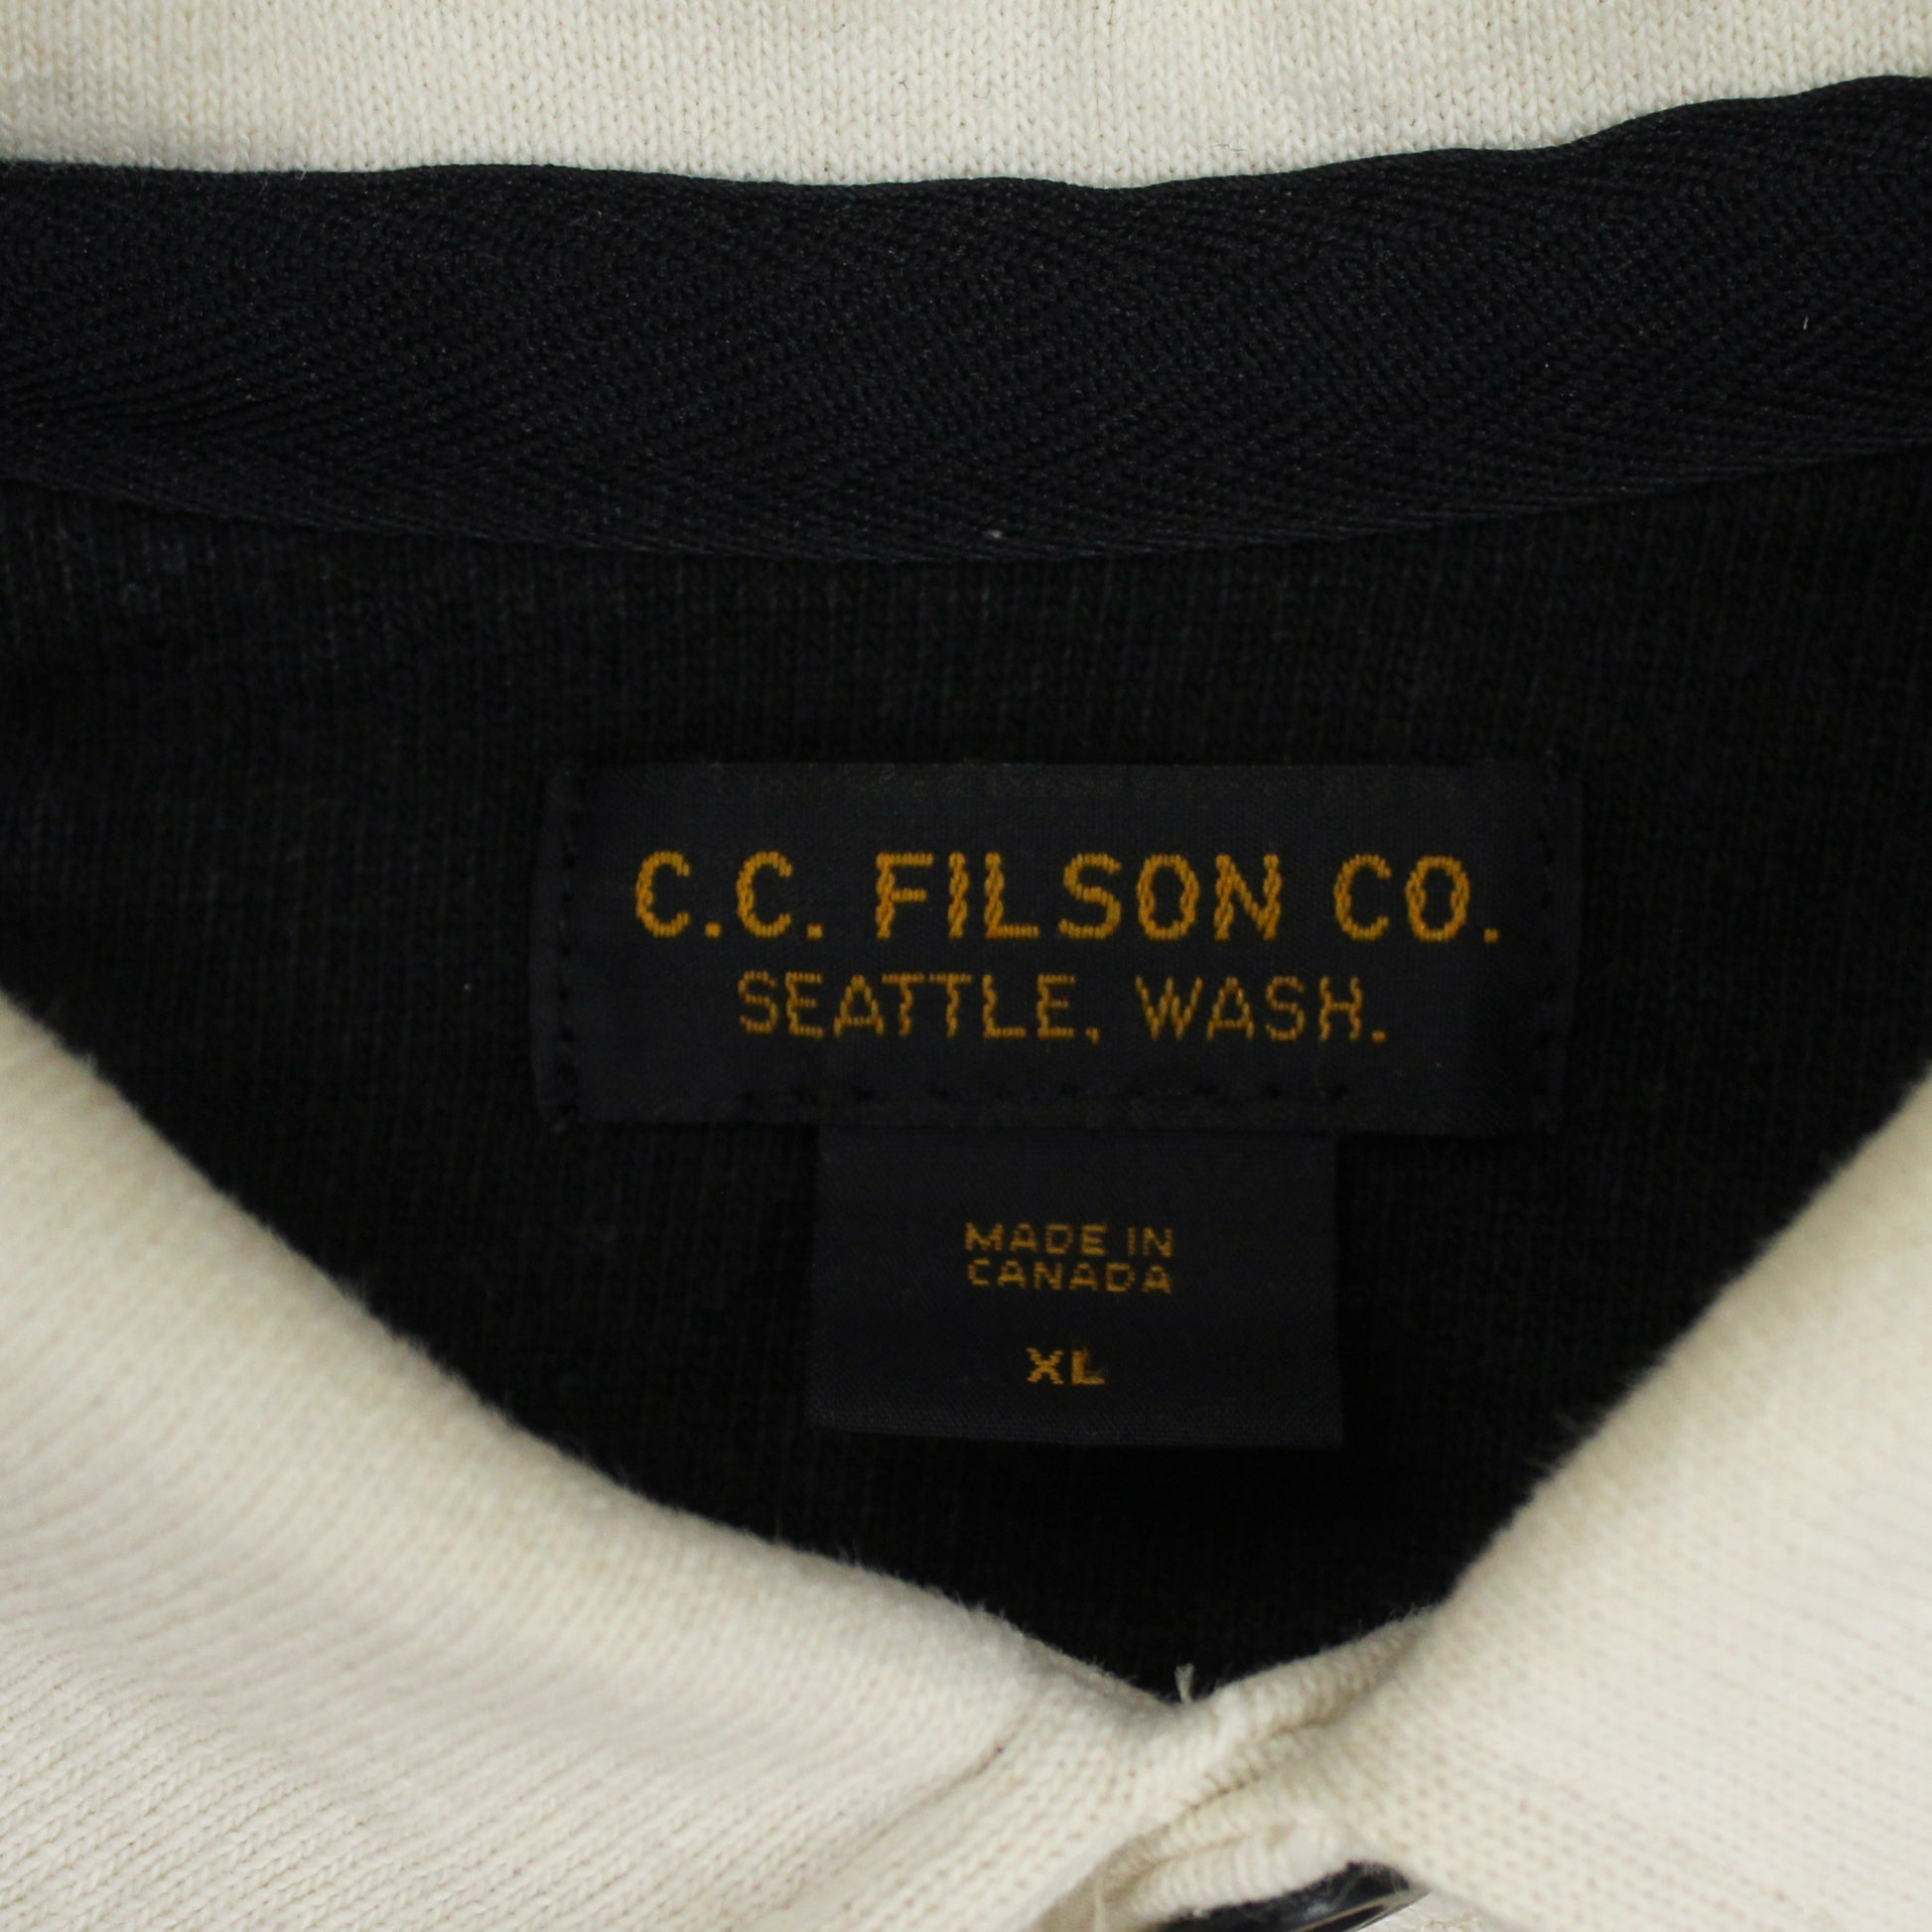 C.C. FILSON CO.
SEATTLE, WASH.
MADE IN
CANADA
XL